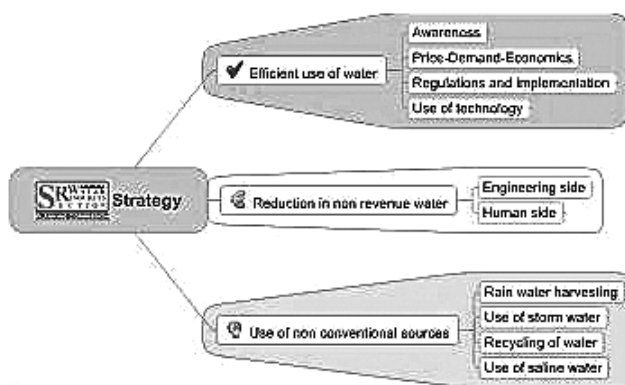 Efficient use of water
Awareness
Price-Demand-Economics
Regulations and Implementation
Use of technology
Strategy
Reduction in non revenue water
Engineering side
Human side
Use of non conventional sources
Rain water harvesting
Use of storm water
Recycling of water
Use of saline water